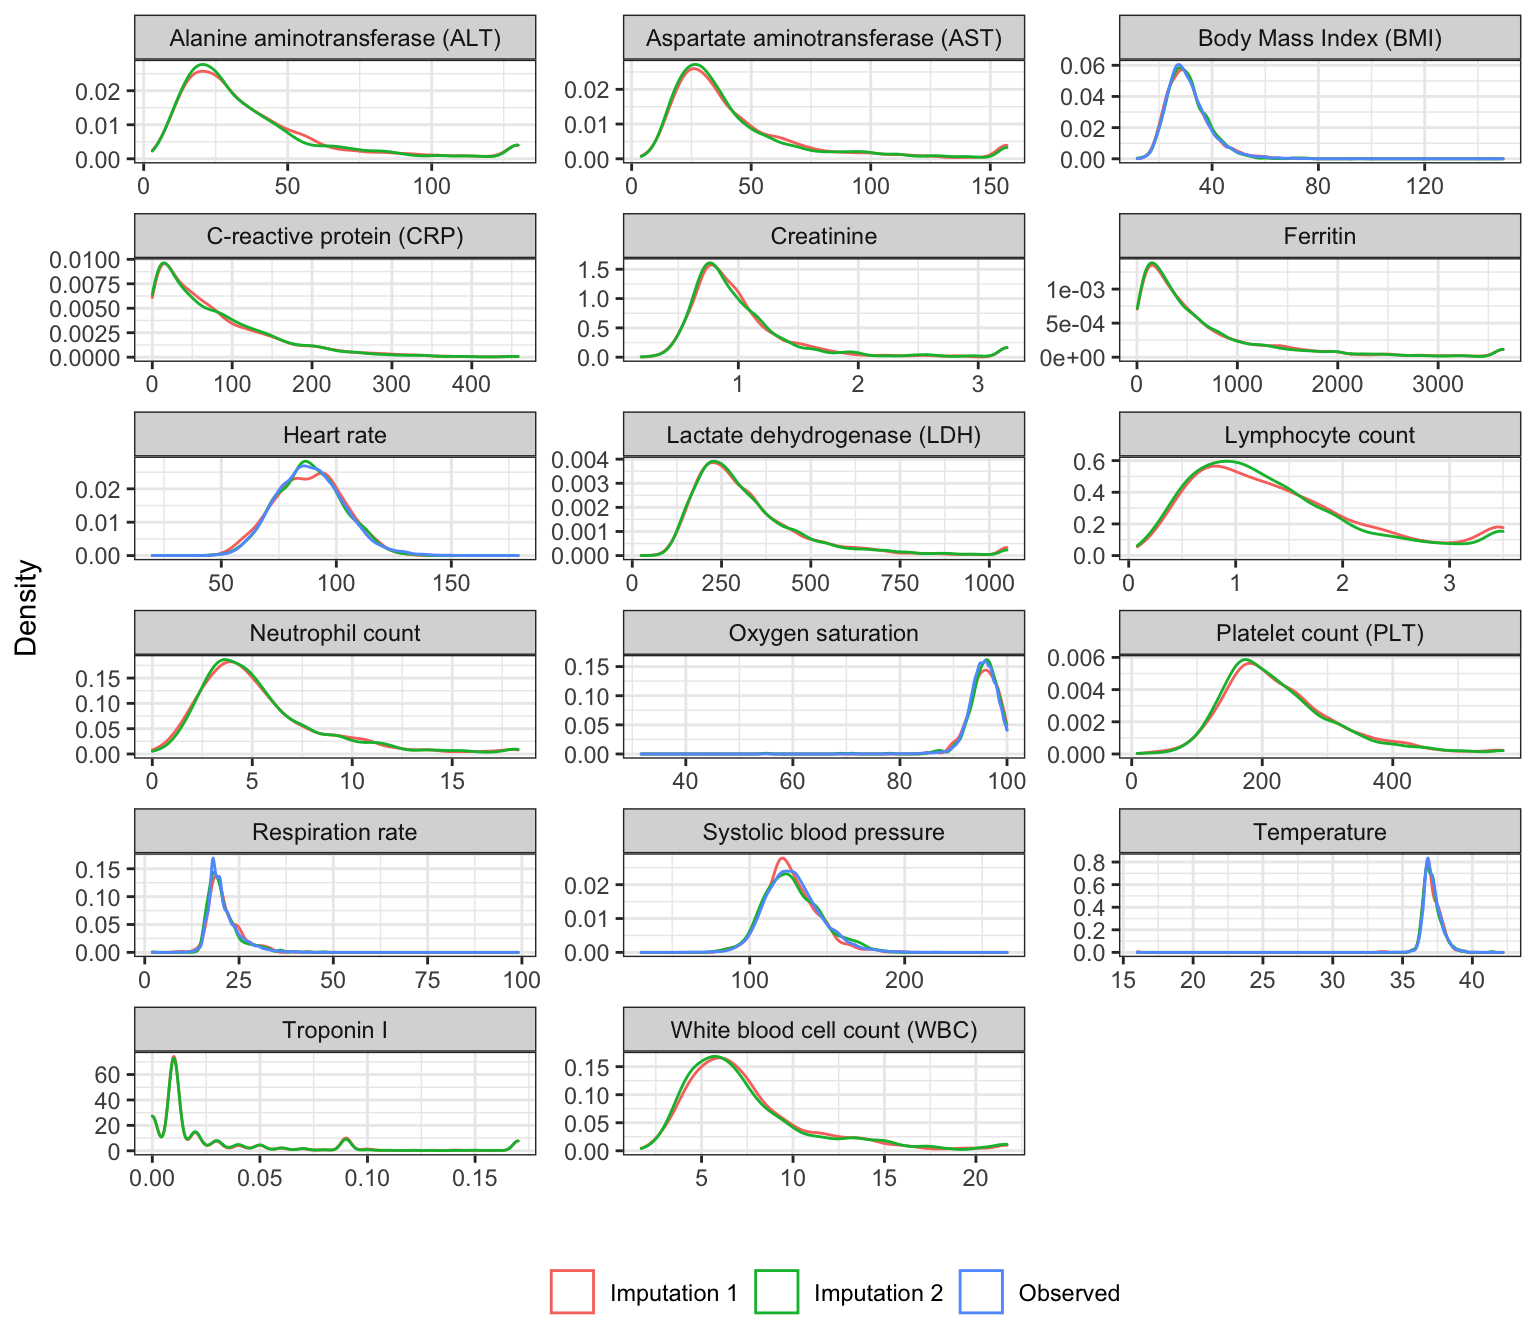 Alanine aminotransferase (ALT)
Aspartate aminotransferase (AST)
Body Mass Index (BMI)
0.02
0.01
0.00
0 50 100
0.02
0.01
0.00
0 50 100 150
0.06
0.04
0.02
0.00
40 80 120
C-reactive protein (CRP)
Creatinine
Ferritin
0.0100
0.0075
0.0050
0.0025
0.0000
0 100 200 300 400
1.5
1.0
0.5
0.0
1 2 3
1e-03
5e-04
0e+00
0 1000 2000 3000
Heart rate
Lactate dehydrogenase (LDH)
Lymphocyte count
0.02
0.01
0.00
50 100 150
0.004
0.003
0.002
0.001
0.000
0 250 500 750 1000
0.6
0.4
0.2
0.0
0 1 2 3
Density
Neutrophil count
Oxygen saturation
Platelet count (PLT)
0.15
0.10
0.05
0.00
0 5 10 15
0.15
0.10
0.05
0.00
40 60 80 100
0.006
0.004
0.002
0.000
0 200 400
Respiration rate
Systolic blood pressure
Temperature
0.15
0.10
0.05
0.00
0 25 50 75 100
0.02
0.01
0.00
100 200
0.8
0.6
0.4
0.2
0.0
15 20 25 30 35 40
Troponin I
White blood cell count (WBC)
60
40
20
0
0.00 0.05 0.10 0.15
0.15
0.10
0.05
0.00
5 10 15 20
Imputation 1 Imputation 2 Observed